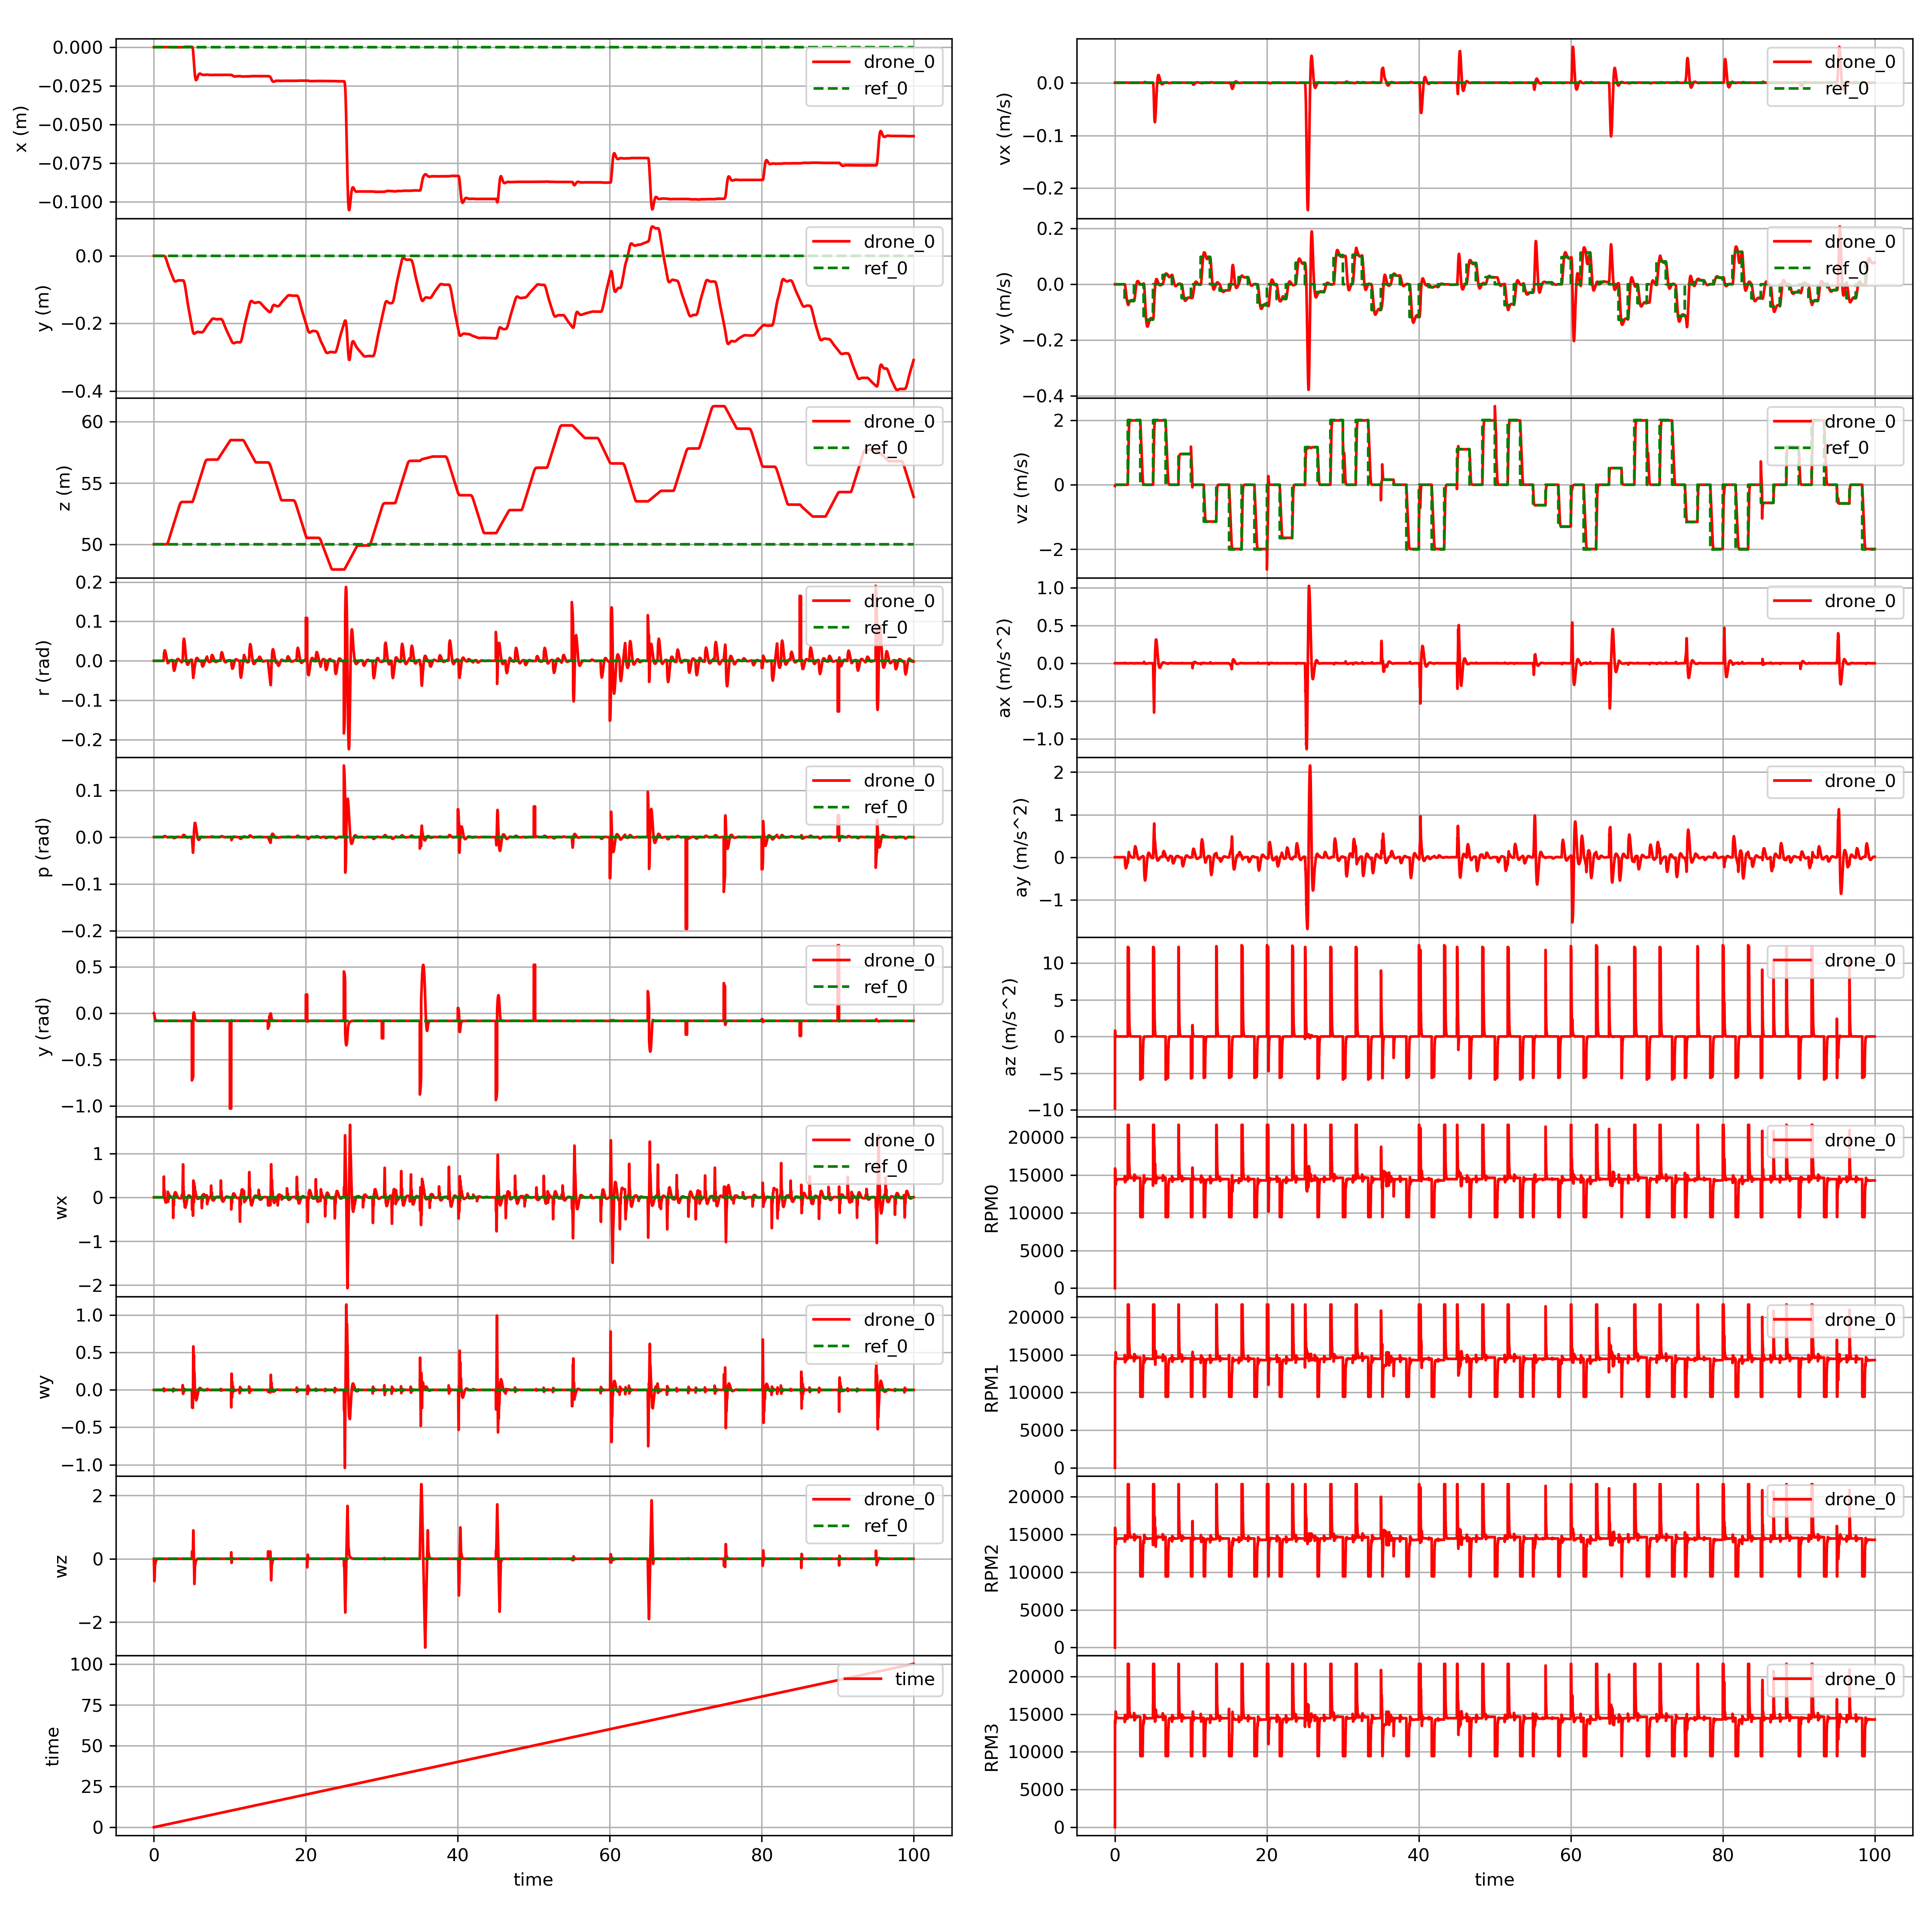 0.000
−0.025
−0.050
−0.075
−0.100
x (m)
drone_0
ref_0
0.0
−0.2
−0.4
y (m)
drone_0
ref_0
60
55
50
z (m)
drone_0
ref_0
0.2
0.1
0.0
−0.1
−0.2
r (rad)
drone_0
ref_0
0.1
0.0
−0.1
−0.2
p (rad)
drone_0
ref_0
0.5
0.0
−0.5
−1.0
y (rad)
drone_0
ref_0
1
0
−1
−2
wx
drone_0
ref_0
1.0
0.5
0.0
−0.5
−1.0
wy
drone_0
ref_0
2
0
−2
wz
drone_0
ref_0
100
75
50
25
0
time
time
0 20 40 60 80 100
time
0.0
−0.1
−0.2
vx (m/s)
drone_0
ref_0
0.2
0.0
−0.2
−0.4
vy (m/s)
drone_0
ref_0
2
0
−2
vz (m/s)
drone_0
ref_0
1.0
0.5
0.0
−0.5
−1.0
ax (m/s^2)
drone_0
2
1
0
−1
ay (m/s^2)
drone_0
10
5
0
−5
−10
az (m/s^2)
drone_0
20000
15000
10000
5000
0
RPM0
drone_0
20000
15000
10000
5000
0
RPM1
drone_0
20000
15000
10000
5000
0
RPM2
drone_0
20000
15000
10000
5000
0
RPM3
drone_0
0 20 40 60 80 100
time